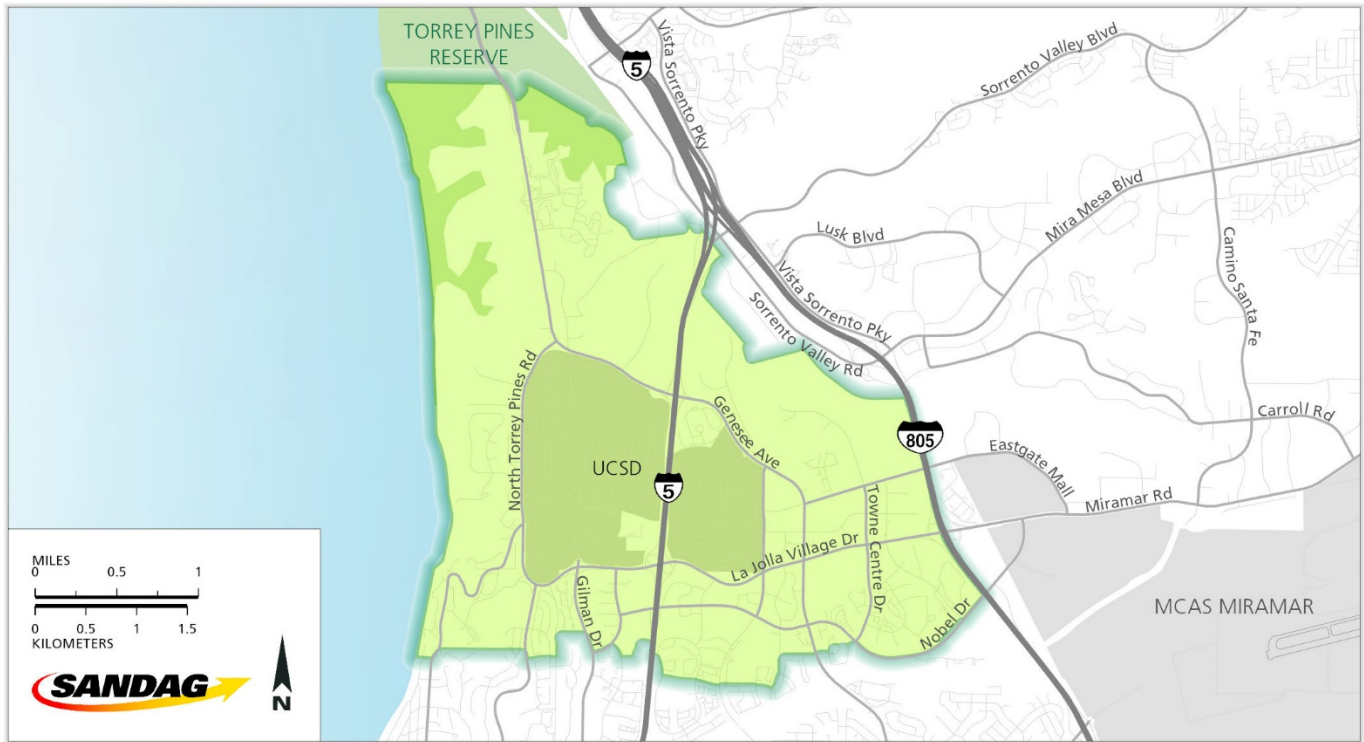 TORREY PINES
RESERVE
5
Vista Sorrento Pky
Sorrento Valley Blvd
Mira Mesa Blvd
Lusk Blvd
Camino Santa Fe
Vista Sorrento Pky
Sorrento Valley Rd
North Torrey Pines Rd
Genesee Ave
Carroll Rd
805
Eastgate Mall
UCSD
5
Miramar Rd
Towne Centre Dr
La Jolla Village Dr
Gilman Dr
Nobel Dr
MCAS MIRAMAR
MILES
0 0.5 1
0 0.5 1 1.5
KILOMETERS
SANDAG
N